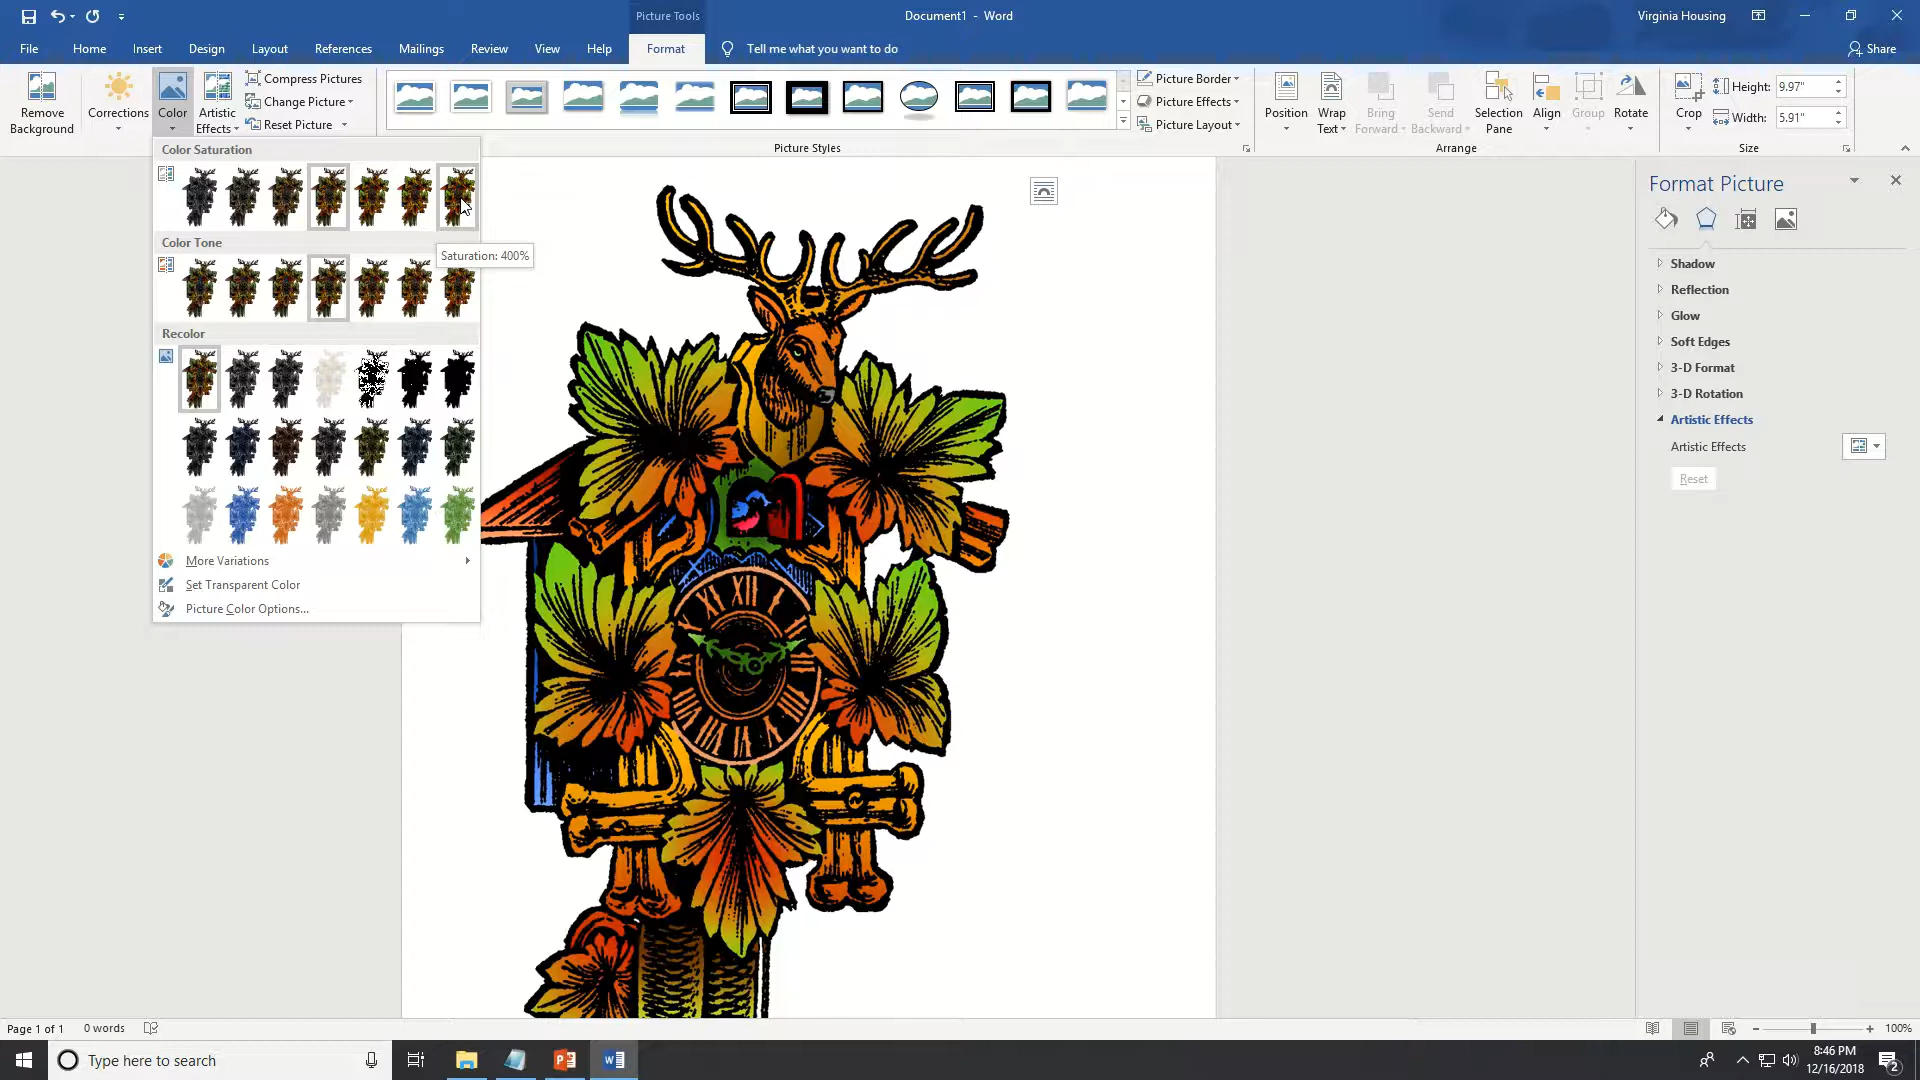 Picture Tools
Document1 - Word
Virginia Housing
File Home Insert Design Layout References Mailings Review View Help Format Tell me what you want to do Share
Remove Background
Corrections
Color
Artistic Effects
Compress Pictures
Change Picture
Reset Picture
Picture Styles
Picture Border
Picture Effects
Picture Layout
Position
Wrap Text
Bring Forward
Send Backward
Selection Pane
Align
Group
Rotate
Arrange
Crop
Height: 9.97"
Width: 5.91"
Size
Color Saturation
Saturation: 400%
Color Tone
Recolor
More Variations
Set Transparent Color
Picture Color Options...
XII
Format Picture
Shadow
Reflection
Glow
Soft Edges
3-D Format
3-D Rotation
Artistic Effects
Artistic Effects
Reset
Page 1 of 1 0 words
100%
Type here to search
8:46 PM
12/16/2018
2